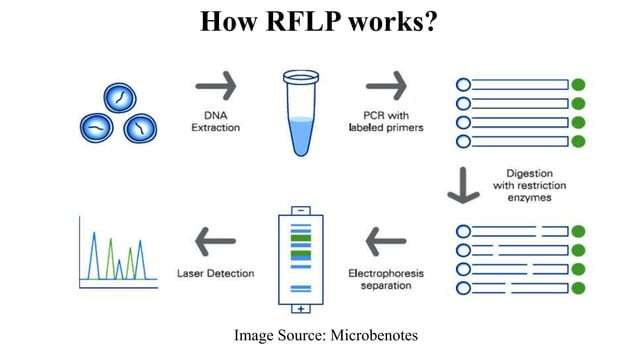 How RFLP works?
DNA
Extraction
PCR with
labeled primers
Digestion
with restriction
enzymes
Laser Detection
Electrophoresis
separation
−
+
Image Source: Microbenotes